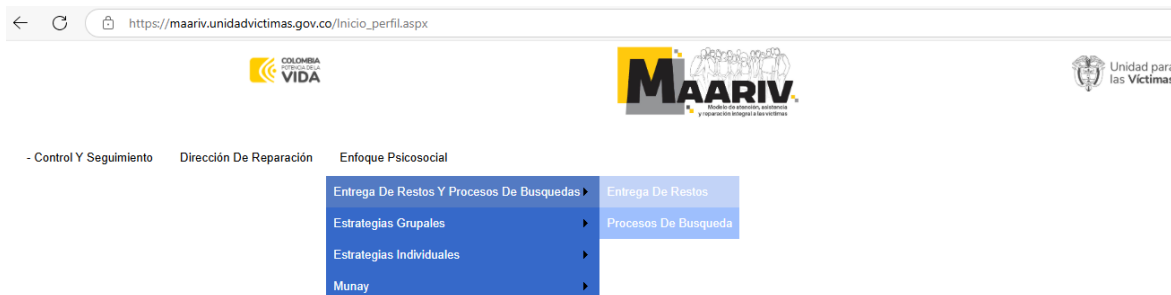 https://maariv.unidadvictimas.gov.co/Inicio_perfil.aspx
COLOMBIA
POTENCIA DE LA
VIDA
MAARIV
Modelo de atención, asistencia
y reparación integral a las víctimas
Unidad para
las Víctimas
- Control Y Seguimiento Dirección De Reparación Enfoque Psicosocial
Entrega De Restos Y Procesos De Busquedas Entrega De Restos
Estrategias Grupales Procesos De Busqueda
Estrategias Individuales
Munay